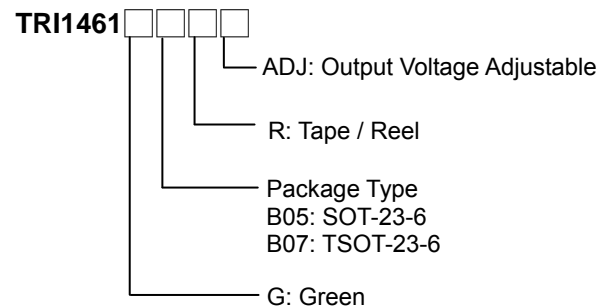 TRI1461
ADJ: Output Voltage Adjustable
R: Tape / Reel
Package Type
B05: SOT-23-6
B07: TSOT-23-6
G: Green